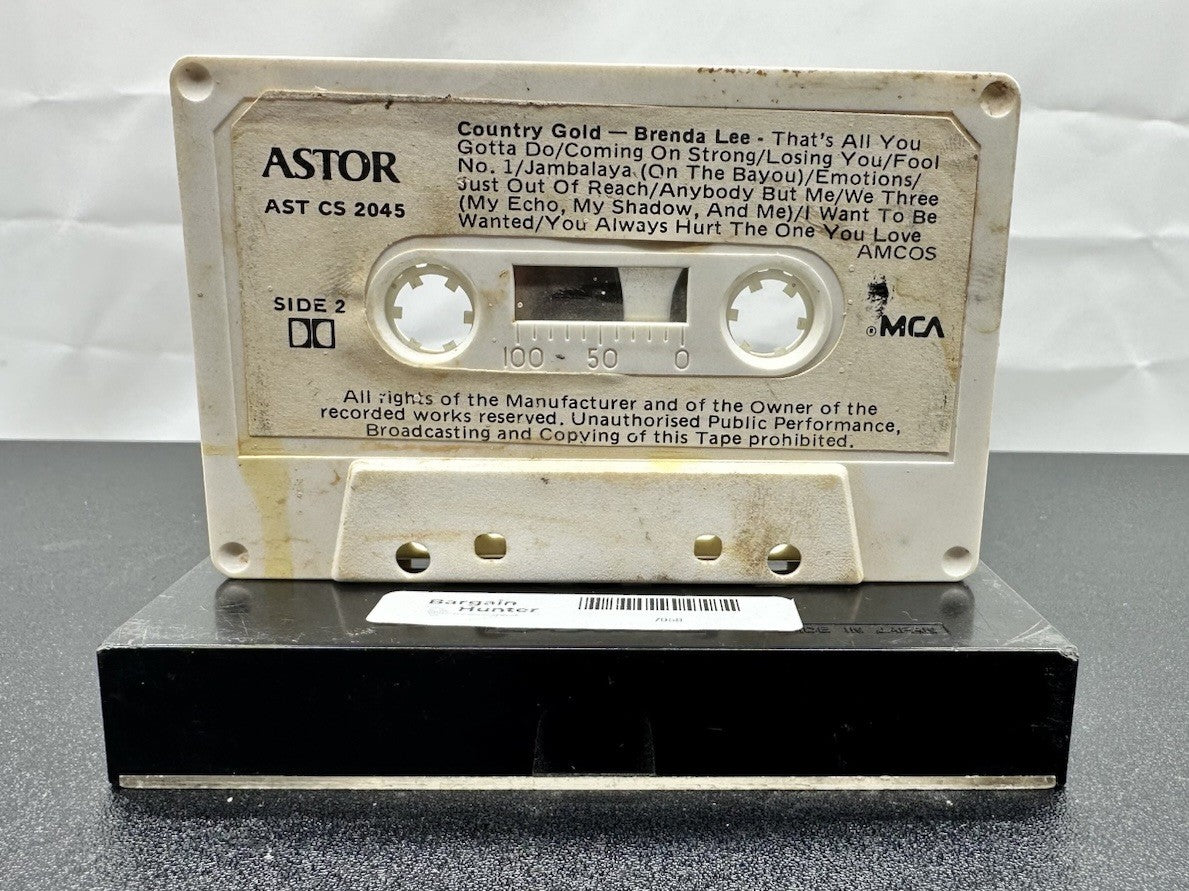 ASTOR
AST CS 2045
Country Gold — Brenda Lee - That's All You
Gotta Do/Coming On Strong/Losing You/Fool
No. 1/Jambalaya (On The Bayou)/Emotions/
Just Out Of Reach/Anybody But Me/We Three
(My Echo, My Shadow, And Me)/I Want To Be
Wanted/You Always Hurt The One You Love
AMCOS
SIDE 2
®MCA
100 50 0
All rights of the Manufacturer and of the Owner of the
recorded works reserved. Unauthorised Public Performance,
Broadcasting and Copying of this Tape prohibited.
Bargain
Hunter
IN JAPAN